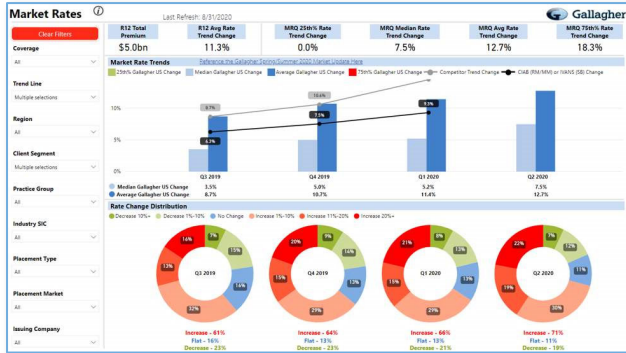 Market Rates
Last Refresh: 8/31/2020
Gallagher
Clear Filters
Coverage
All
Trend Line
Multiple selections
Region
All
Client Segment
Multiple selections
Practice Group
All
Industry SIC
All
Placement Type
All
Placement Market
All
Issuing Company
All
R12 Total Premium
$5.0bn
R12 Avg Rate Trend Change
11.3%
MRQ 25th% Rate Trend Change
0.0%
MRQ Median Rate Trend Change
7.5%
MRQ Avg Rate Trend Change
12.7%
MRQ 75th% Rate Trend Change
18.3%
Market Rate Trends
Reference the Gallagher Spring/Summer 2020 Market Update Here
25th% Gallagher US Change Median Gallagher US Change Average Gallagher US Change 75th% Gallagher US Change Competitor Trend Change CIAB (RM/MM) or IVANS (SB) Change
10%
5%
0%
8.7%
6.2%
10.6%
7.5%
9.3%
Q3 2019 Q4 2019 Q1 2020 Q2 2020
Median Gallagher US Change 3.5% 5.0% 5.2% 7.5%
Average Gallagher US Change 8.7% 10.7% 11.4% 12.7%
Rate Change Distribution
Decrease 10%+ Decrease 1%-10% No Change Increase 1%-10% Increase 11%-20% Increase 20%+
16% 7% 15% 16% 32% 13%
Q3 2019
Increase - 61%
Flat - 16%
Decrease - 23%
20% 9% 14% 13% 29% 15%
Q4 2019
Increase - 64%
Flat - 13%
Decrease - 23%
21% 8% 13% 13% 29% 15%
Q1 2020
Increase - 66%
Flat - 13%
Decrease - 21%
22% 7% 12% 11% 30% 19%
Q2 2020
Increase - 71%
Flat - 11%
Decrease - 18%